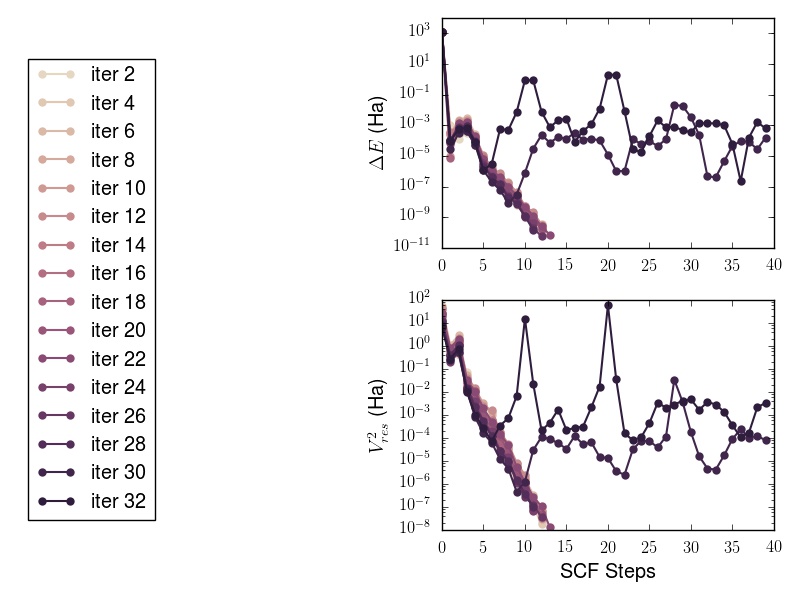 iter 2
iter 4
iter 6
iter 8
iter 10
iter 12
iter 14
iter 16
iter 18
iter 20
iter 22
iter 24
iter 26
iter 28
iter 30
iter 32
ΔE (Ha)
10³
10¹
10⁻¹
10⁻³
10⁻⁵
10⁻⁷
10⁻⁹
10⁻¹¹
0 5 10 15 20 25 30 35 40
V²res (Ha)
10²
10¹
10⁰
10⁻¹
10⁻²
10⁻³
10⁻⁴
10⁻⁵
10⁻⁶
10⁻⁷
10⁻⁸
0 5 10 15 20 25 30 35 40
SCF Steps